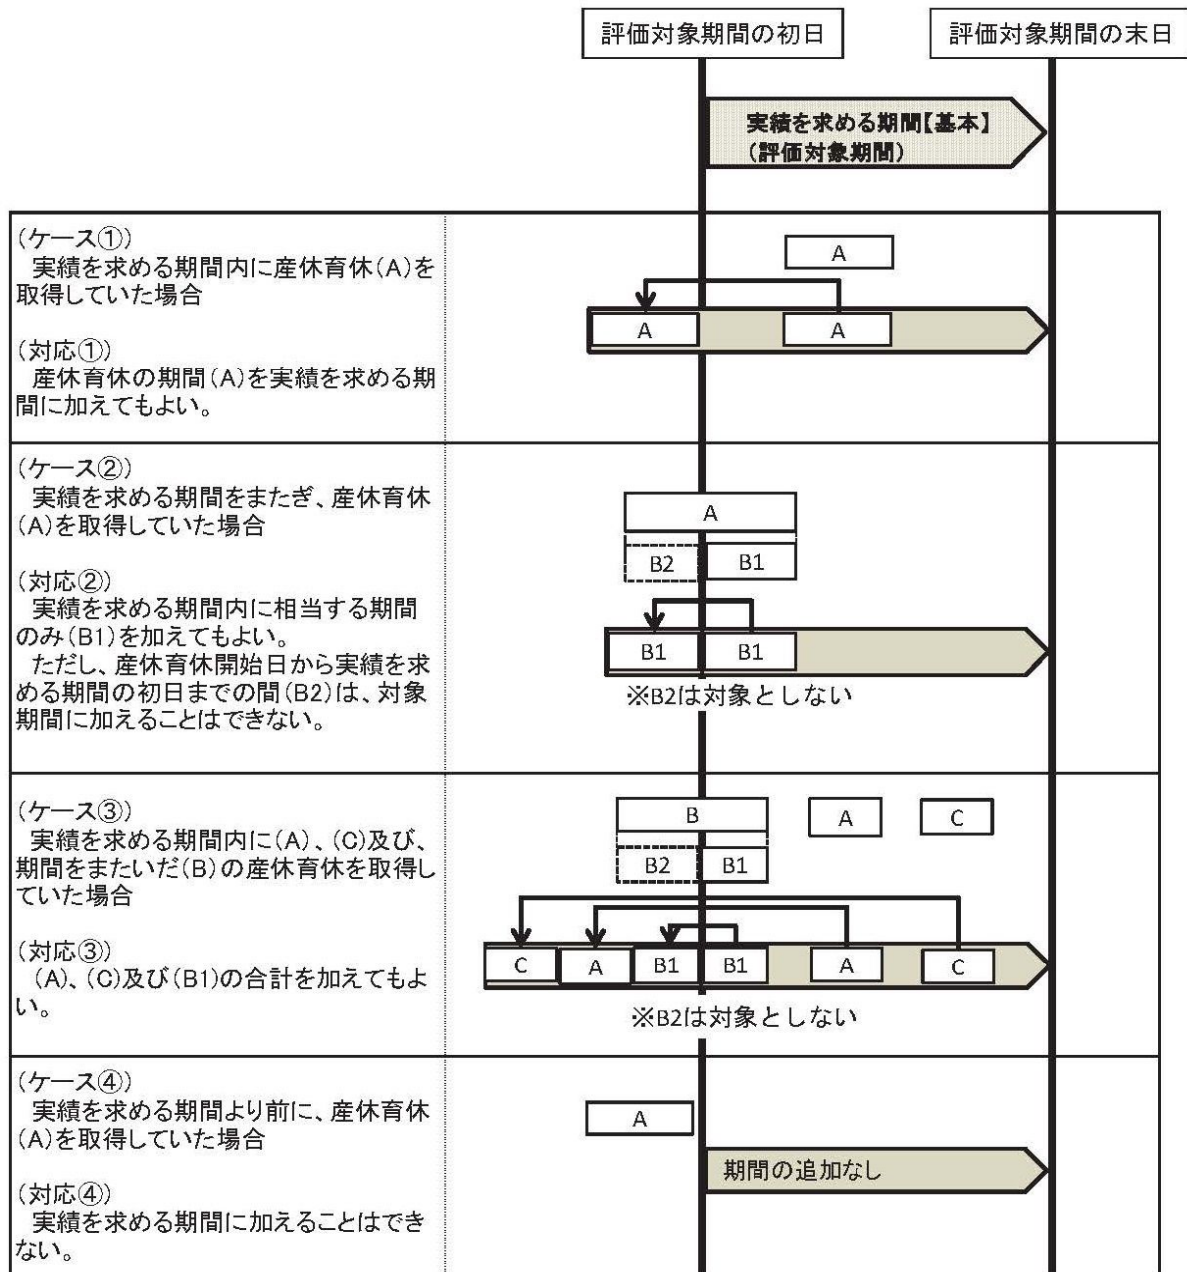 評価対象期間の初日
評価対象期間の末日
実績を求める期間【基本】
（評価対象期間）
（ケース①）
実績を求める期間内に産休育休（A）を
取得していた場合
（対応①）
産休育休の期間（A）を実績を求める期
間に加えてもよい。
A
A
A
（ケース②）
実績を求める期間をまたぎ、産休育休
（A）を取得していた場合
（対応②）
実績を求める期間内に相当する期間
のみ（B1）を加えてもよい。
ただし、産休育休開始日から実績を求
める期間の初日までの間（B2）は、対象
期間に加えることはできない。
A
B2
B1
B1
B1
※B2は対象としない
（ケース③）
実績を求める期間内に（A）、（C）及び、
期間をまたいだ（B）の産休育休を取得し
ていた場合
（対応③）
（A）、（C）及び（B1）の合計を加えてもよ
い。
B
A
C
B2
B1
C
A
B1
B1
A
C
※B2は対象としない
（ケース④）
実績を求める期間より前に、産休育休
（A）を取得していた場合
（対応④）
実績を求める期間に加えることはでき
ない。
A
期間の追加なし